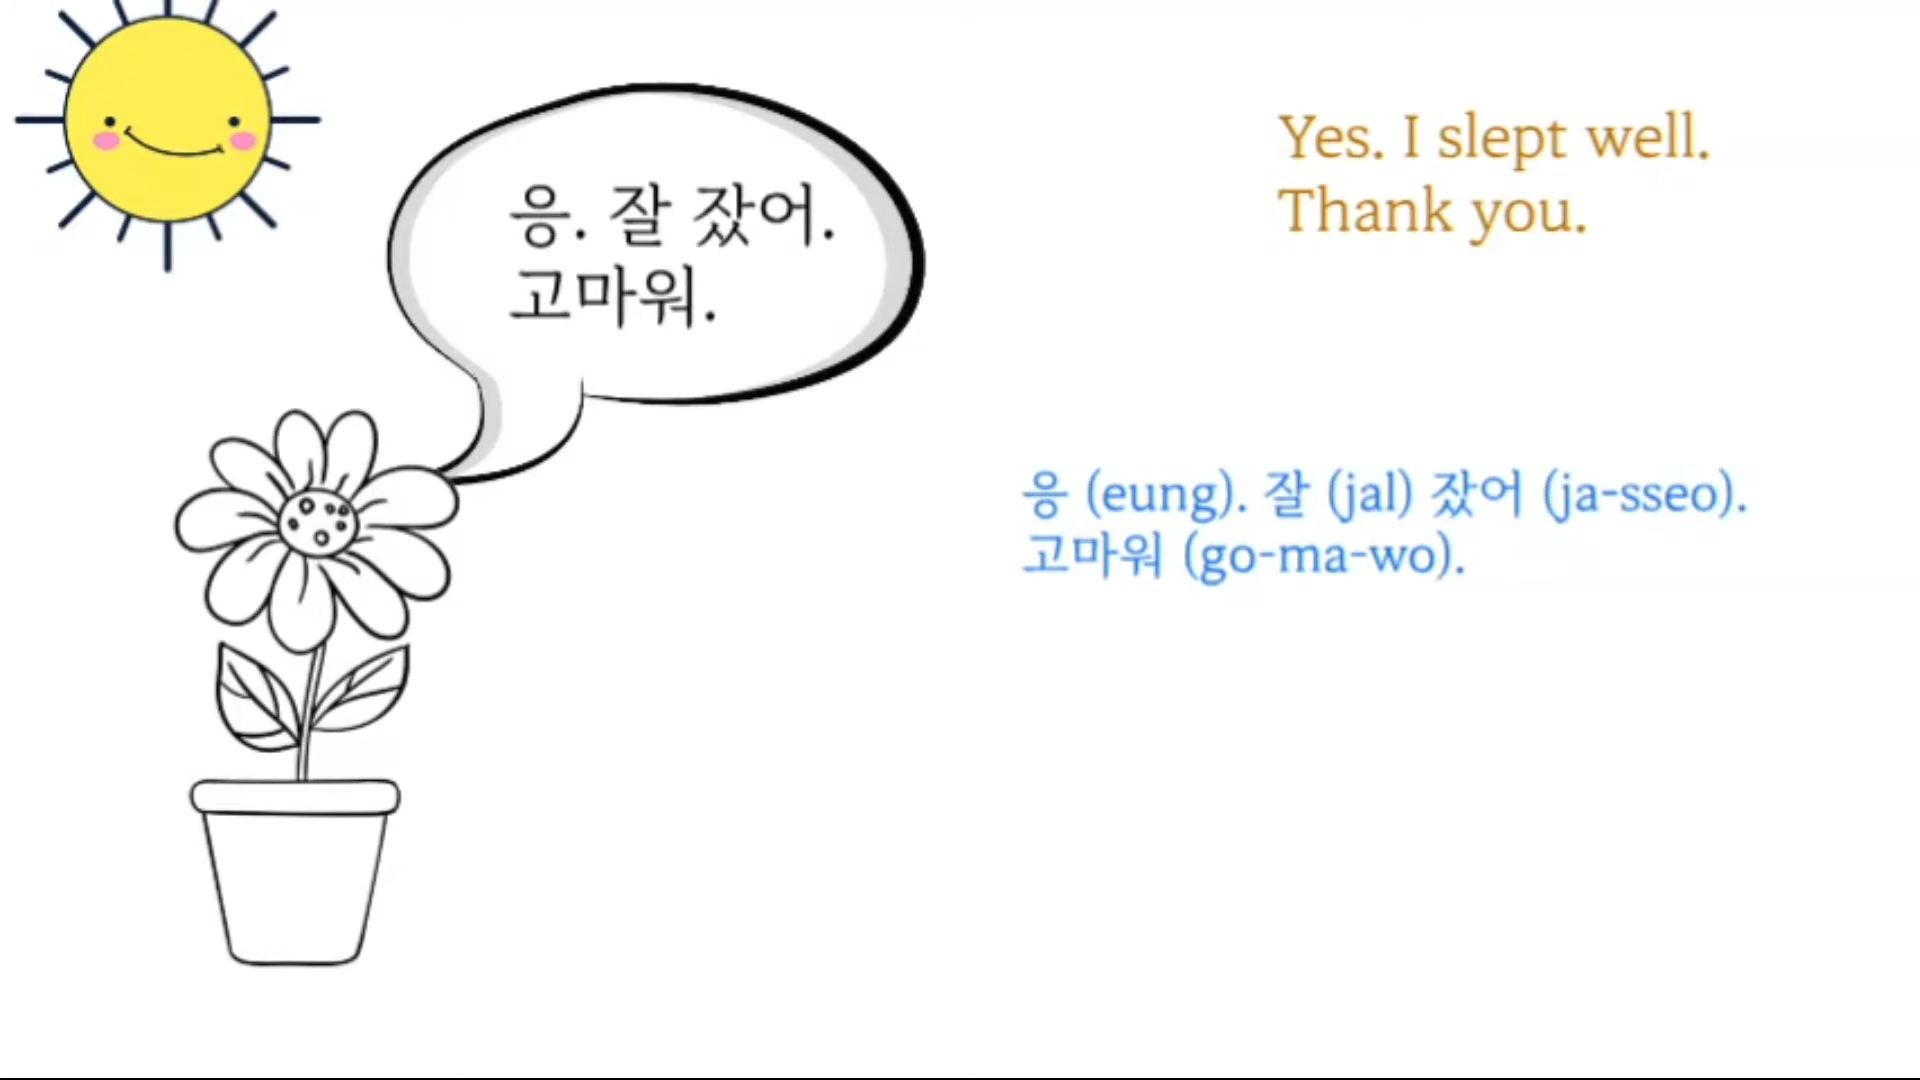 응. 잘 잤어.
고마워.
Yes. I slept well.
Thank you.
응 (eung). 잘 (jal) 잤어 (ja-sseo).
고마워 (go-ma-wo).